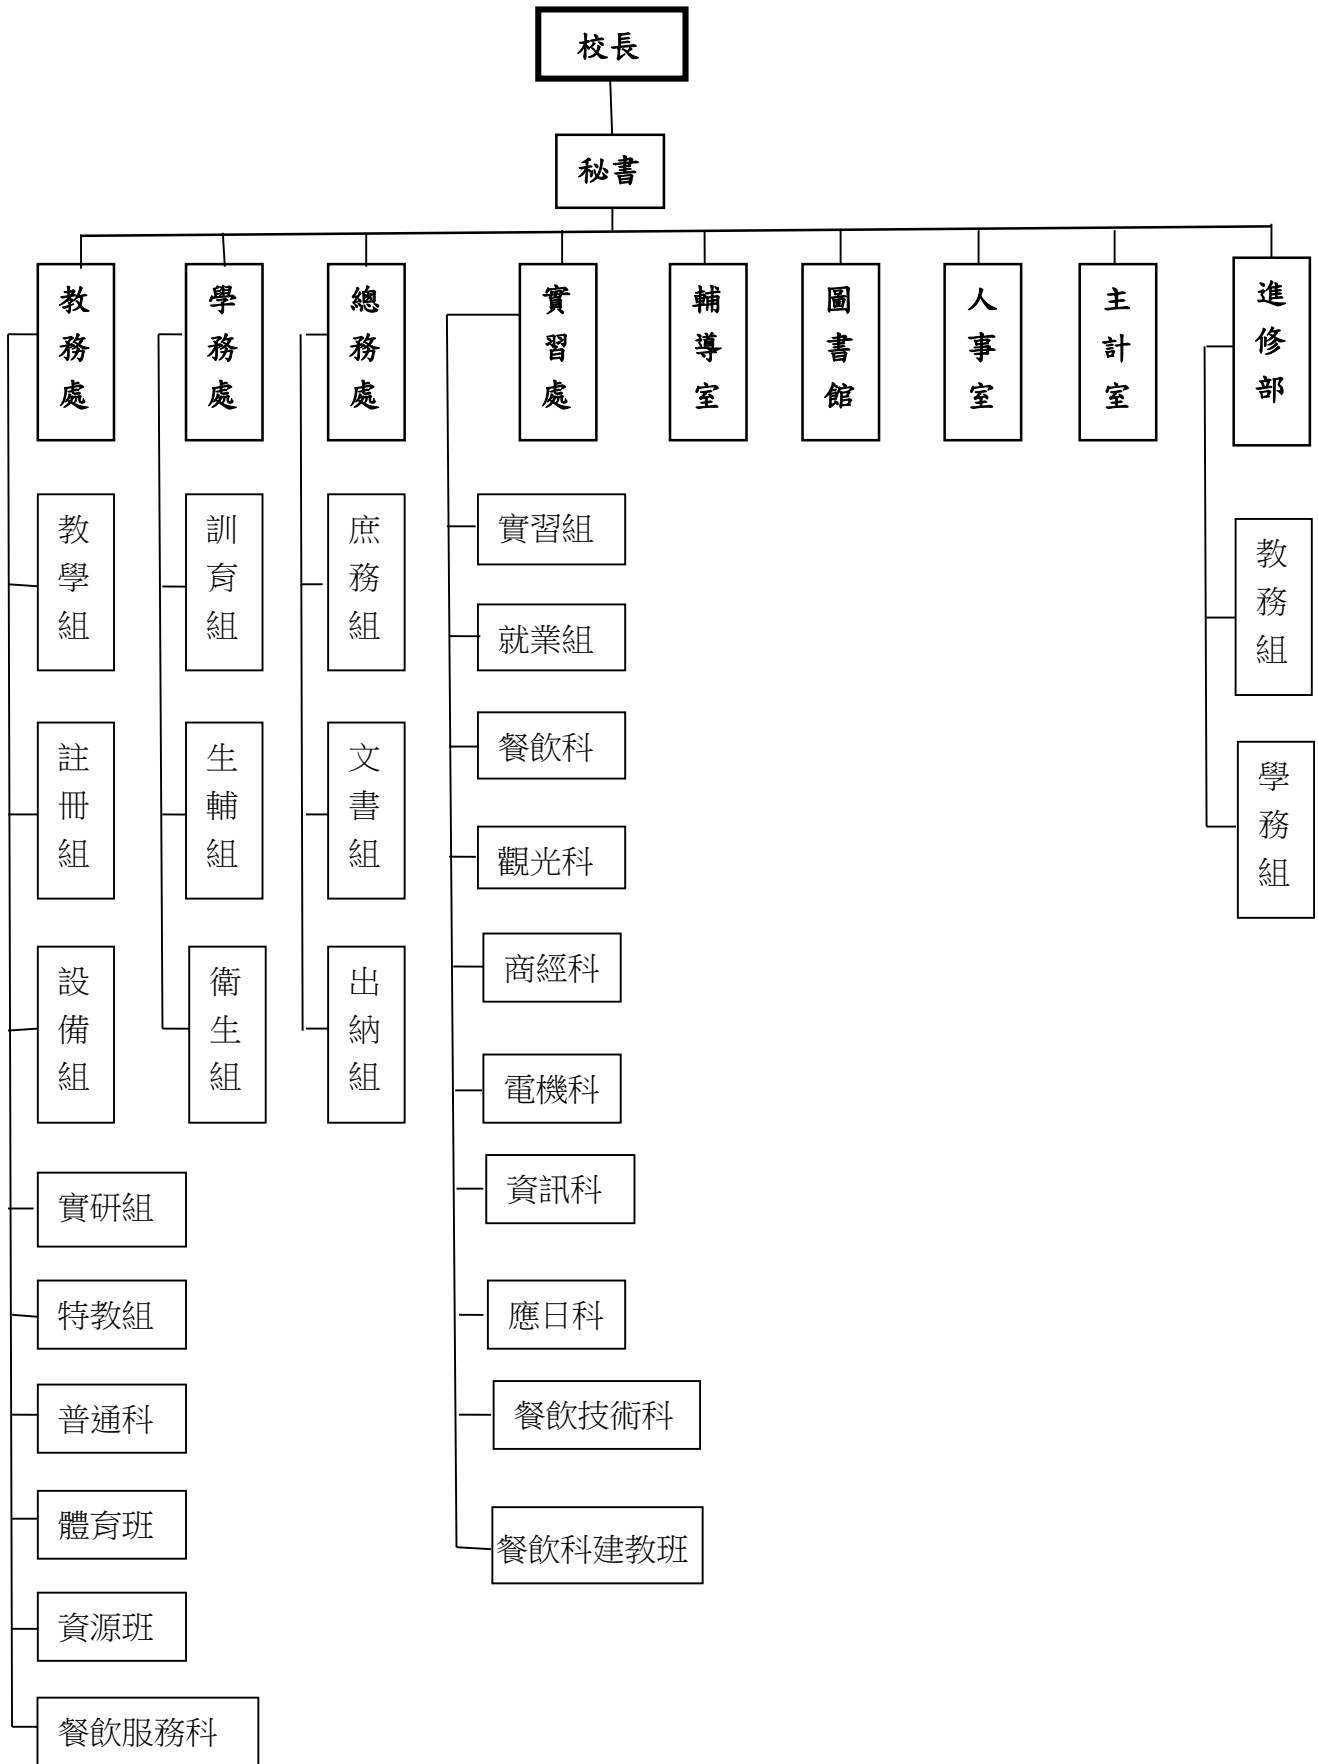 校長
秘書
教務處
學務處
總務處
實習處
輔導室
圖書館
人事室
主計室
進修部
教學組
註冊組
設備組
實研組
特教組
普通科
體育班
資源班
餐飲服務科
訓育組
生輔組
衛生組
庶務組
文書組
出納組
實習組
就業組
餐飲科
觀光科
商經科
電機科
資訊科
應日科
餐飲技術科
餐飲科建教班
教務組
學務組